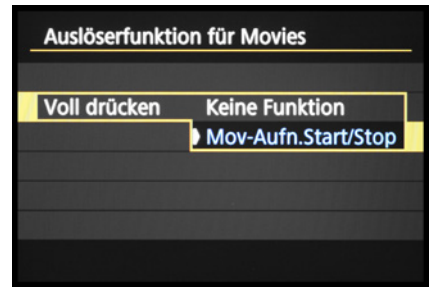 Auslöserfunktion für Movies
Voll drücken Keine Funktion
Mov-Aufn.Start/Stop